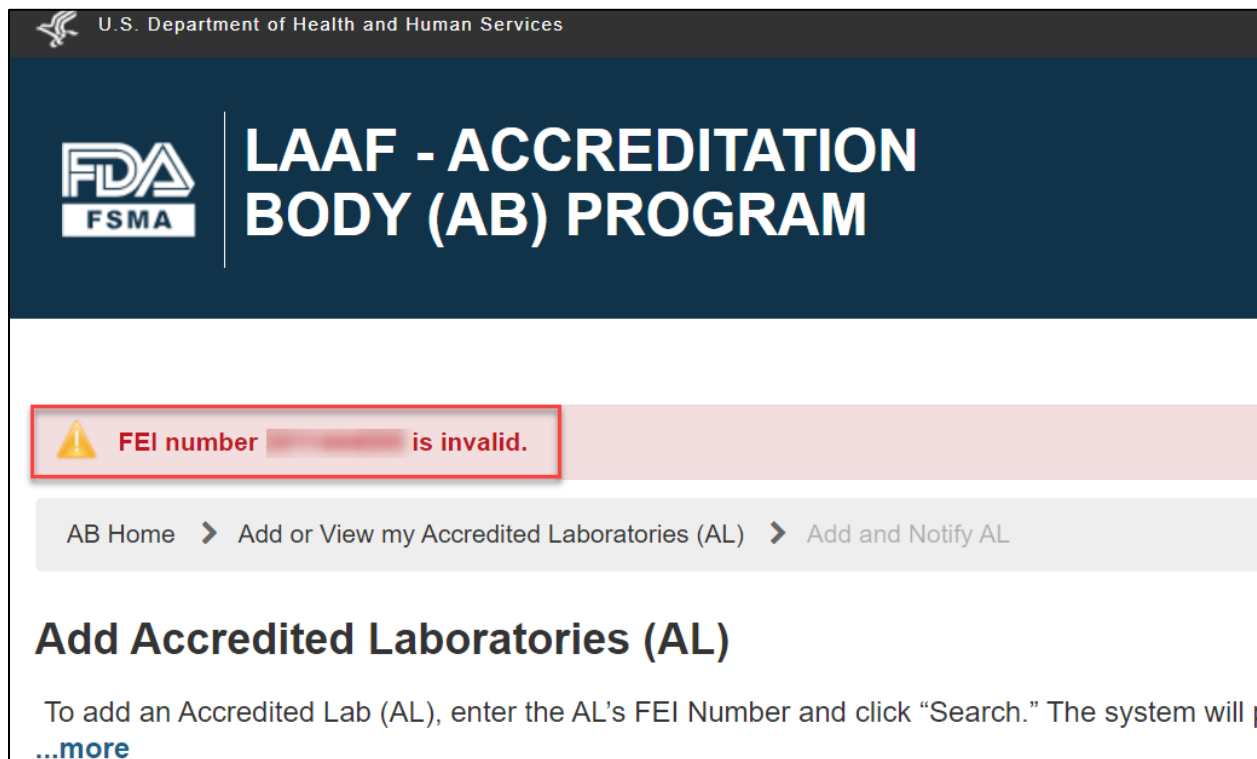 U.S. Department of Health and Human Services
FDA
FSMA
LAAF - ACCREDITATION
BODY (AB) PROGRAM
FEI number is invalid.
AB Home > Add or View my Accredited Laboratories (AL) > Add and Notify AL
Add Accredited Laboratories (AL)
To add an Accredited Lab (AL), enter the AL’s FEI Number and click “Search.” The system will
...more